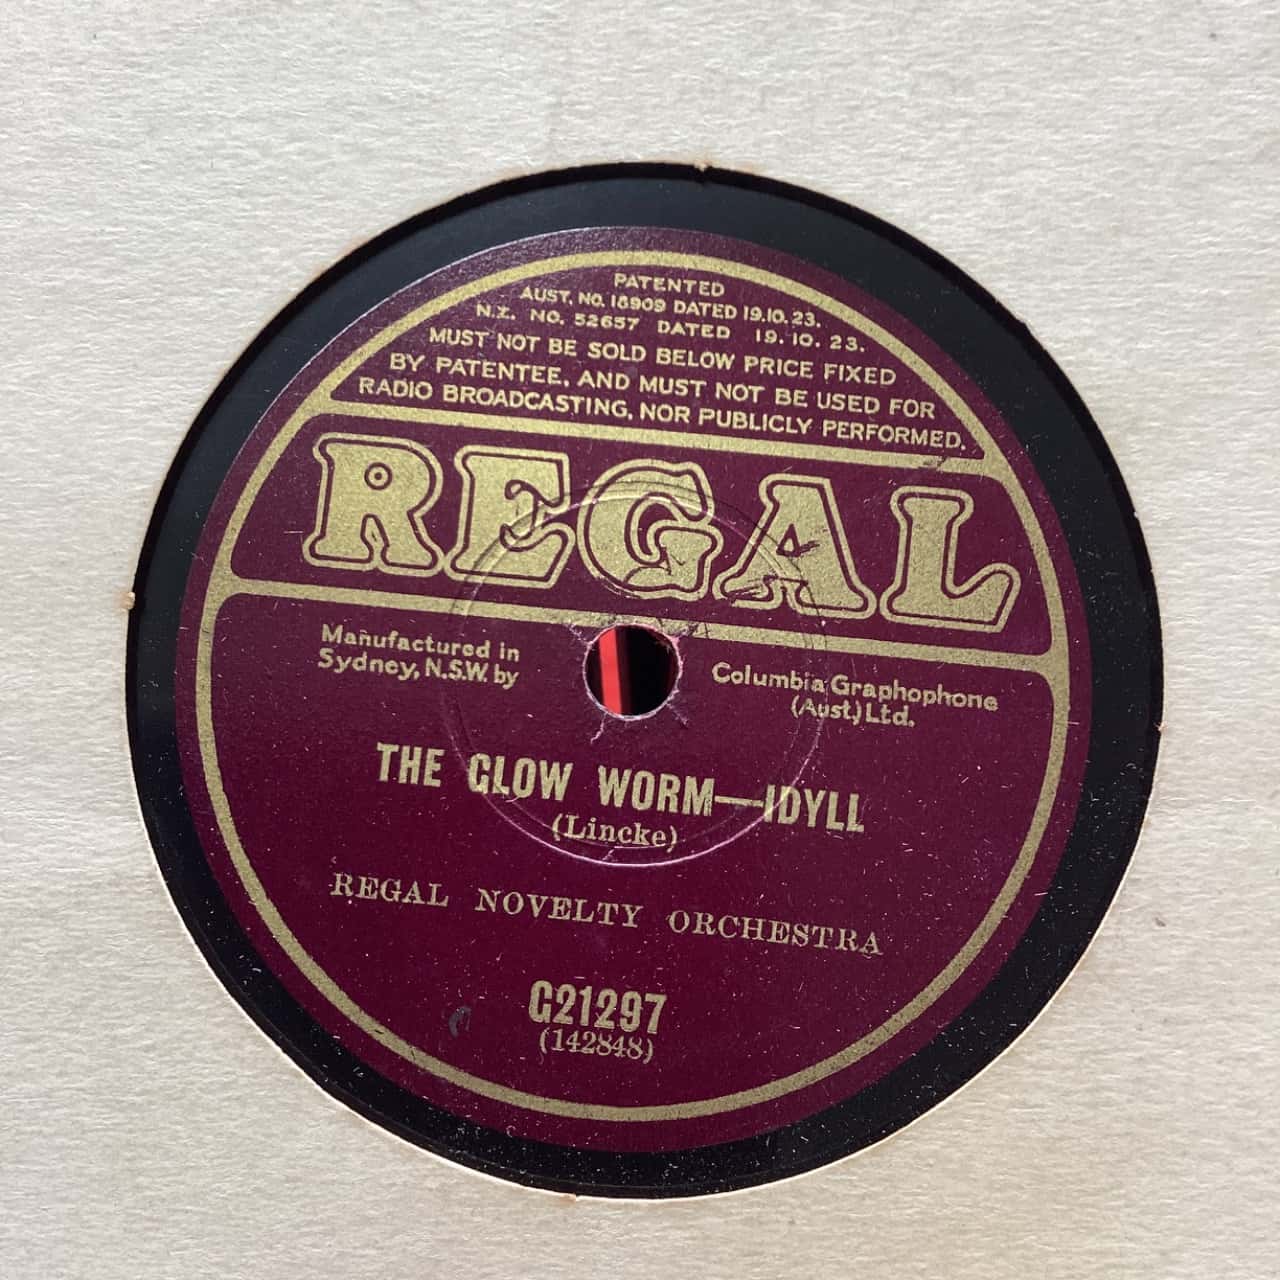 PATENTED
AUST. NO. 18909 DATED 19.10.23.
N.Z. NO. 52657 DATED 19.10.23.
MUST NOT BE SOLD BELOW PRICE FIXED
BY PATENTEE, AND MUST NOT BE USED FOR
RADIO BROADCASTING, NOR PUBLICLY PERFORMED.
REGAL
Manufactured in
Sydney, N.S.W. by
Columbia Graphophone
(Aust.) Ltd.
THE GLOW WORM—IDYLL
(Lincke)
REGAL NOVELTY ORCHESTRA
G21297
(142848)